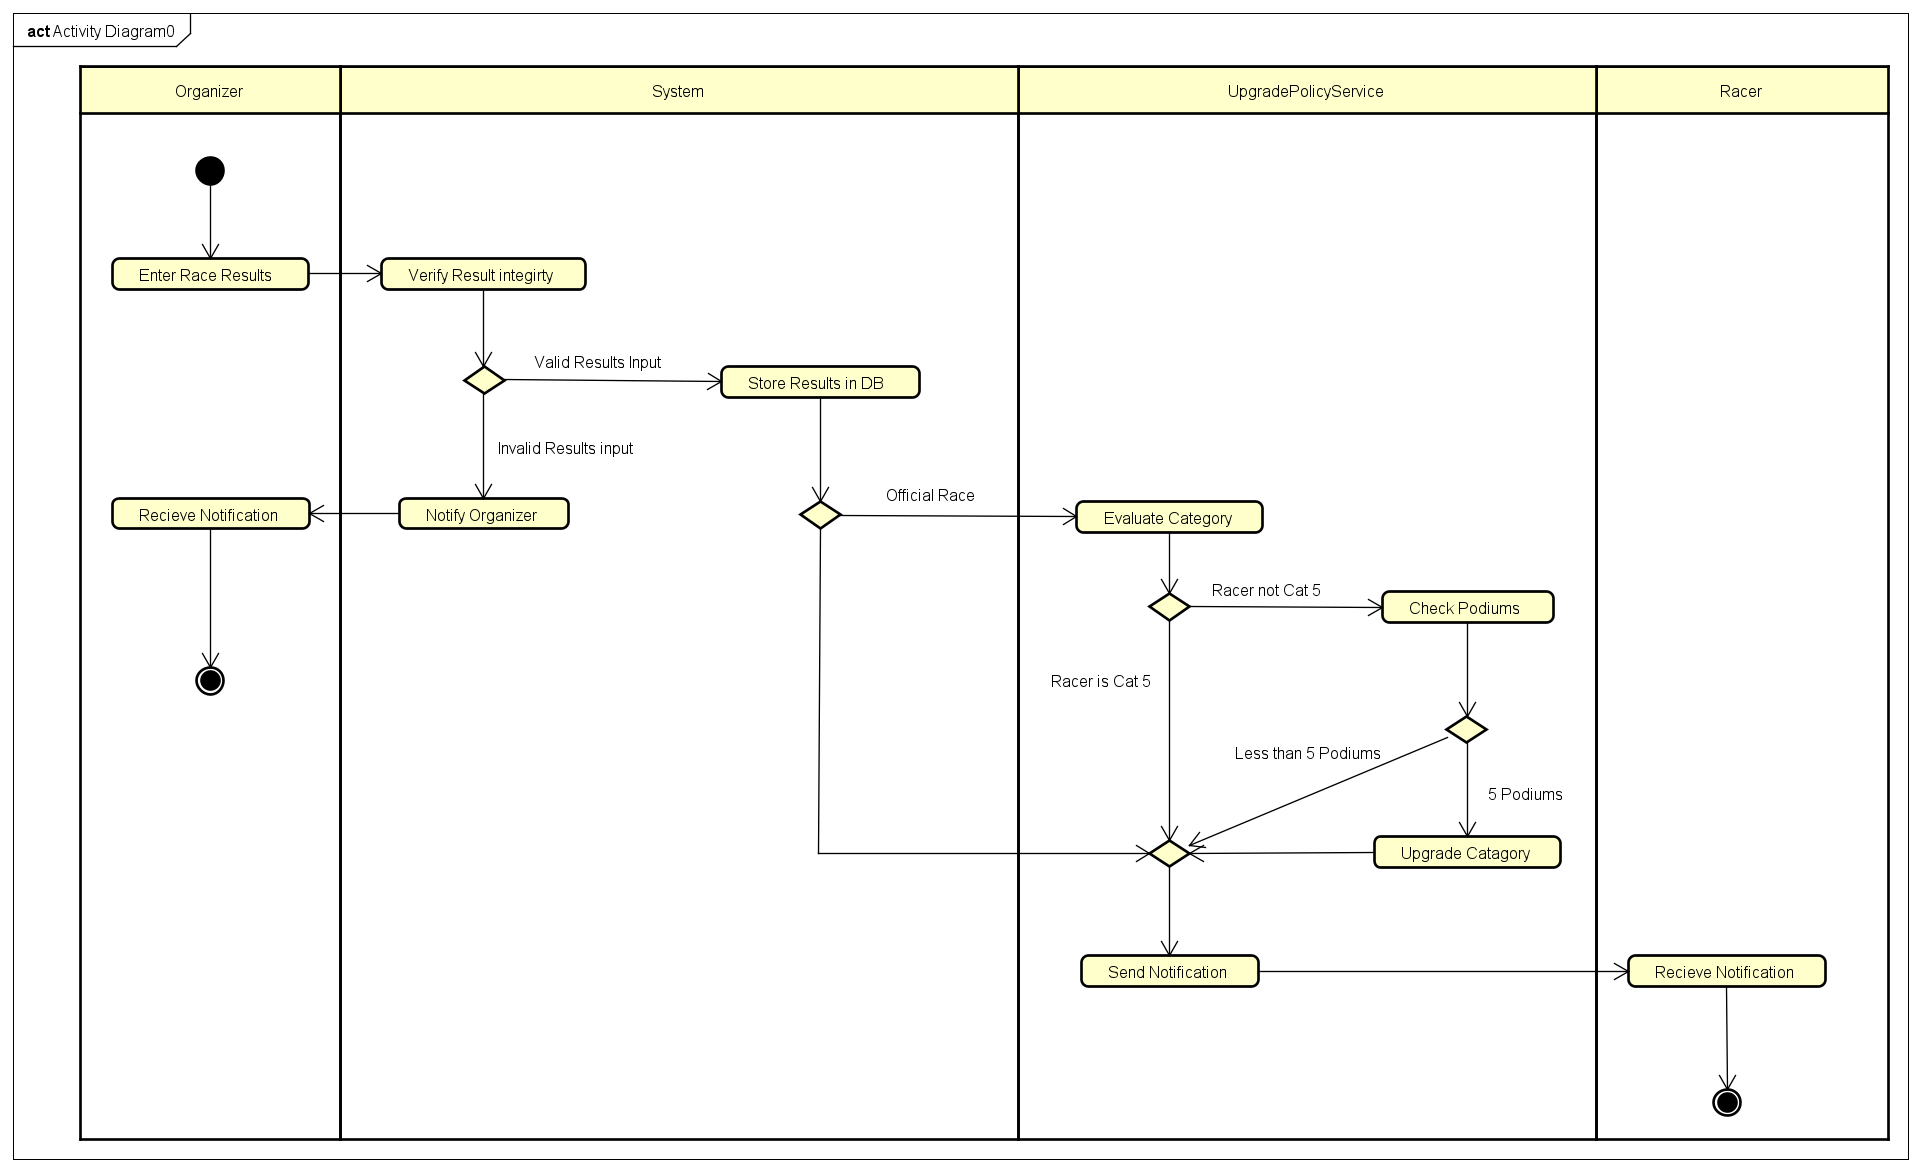 act Activity Diagram0
Organizer
System
UpgradePolicyService
Racer
Enter Race Results
Verify Result integirty
Valid Results Input
Store Results in DB
Invalid Results input
Official Race
Recieve Notification
Notify Organizer
Evaluate Category
Racer not Cat 5
Check Podiums
Racer is Cat 5
Less than 5 Podiums
5 Podiums
Upgrade Catagory
Send Notification
Recieve Notification